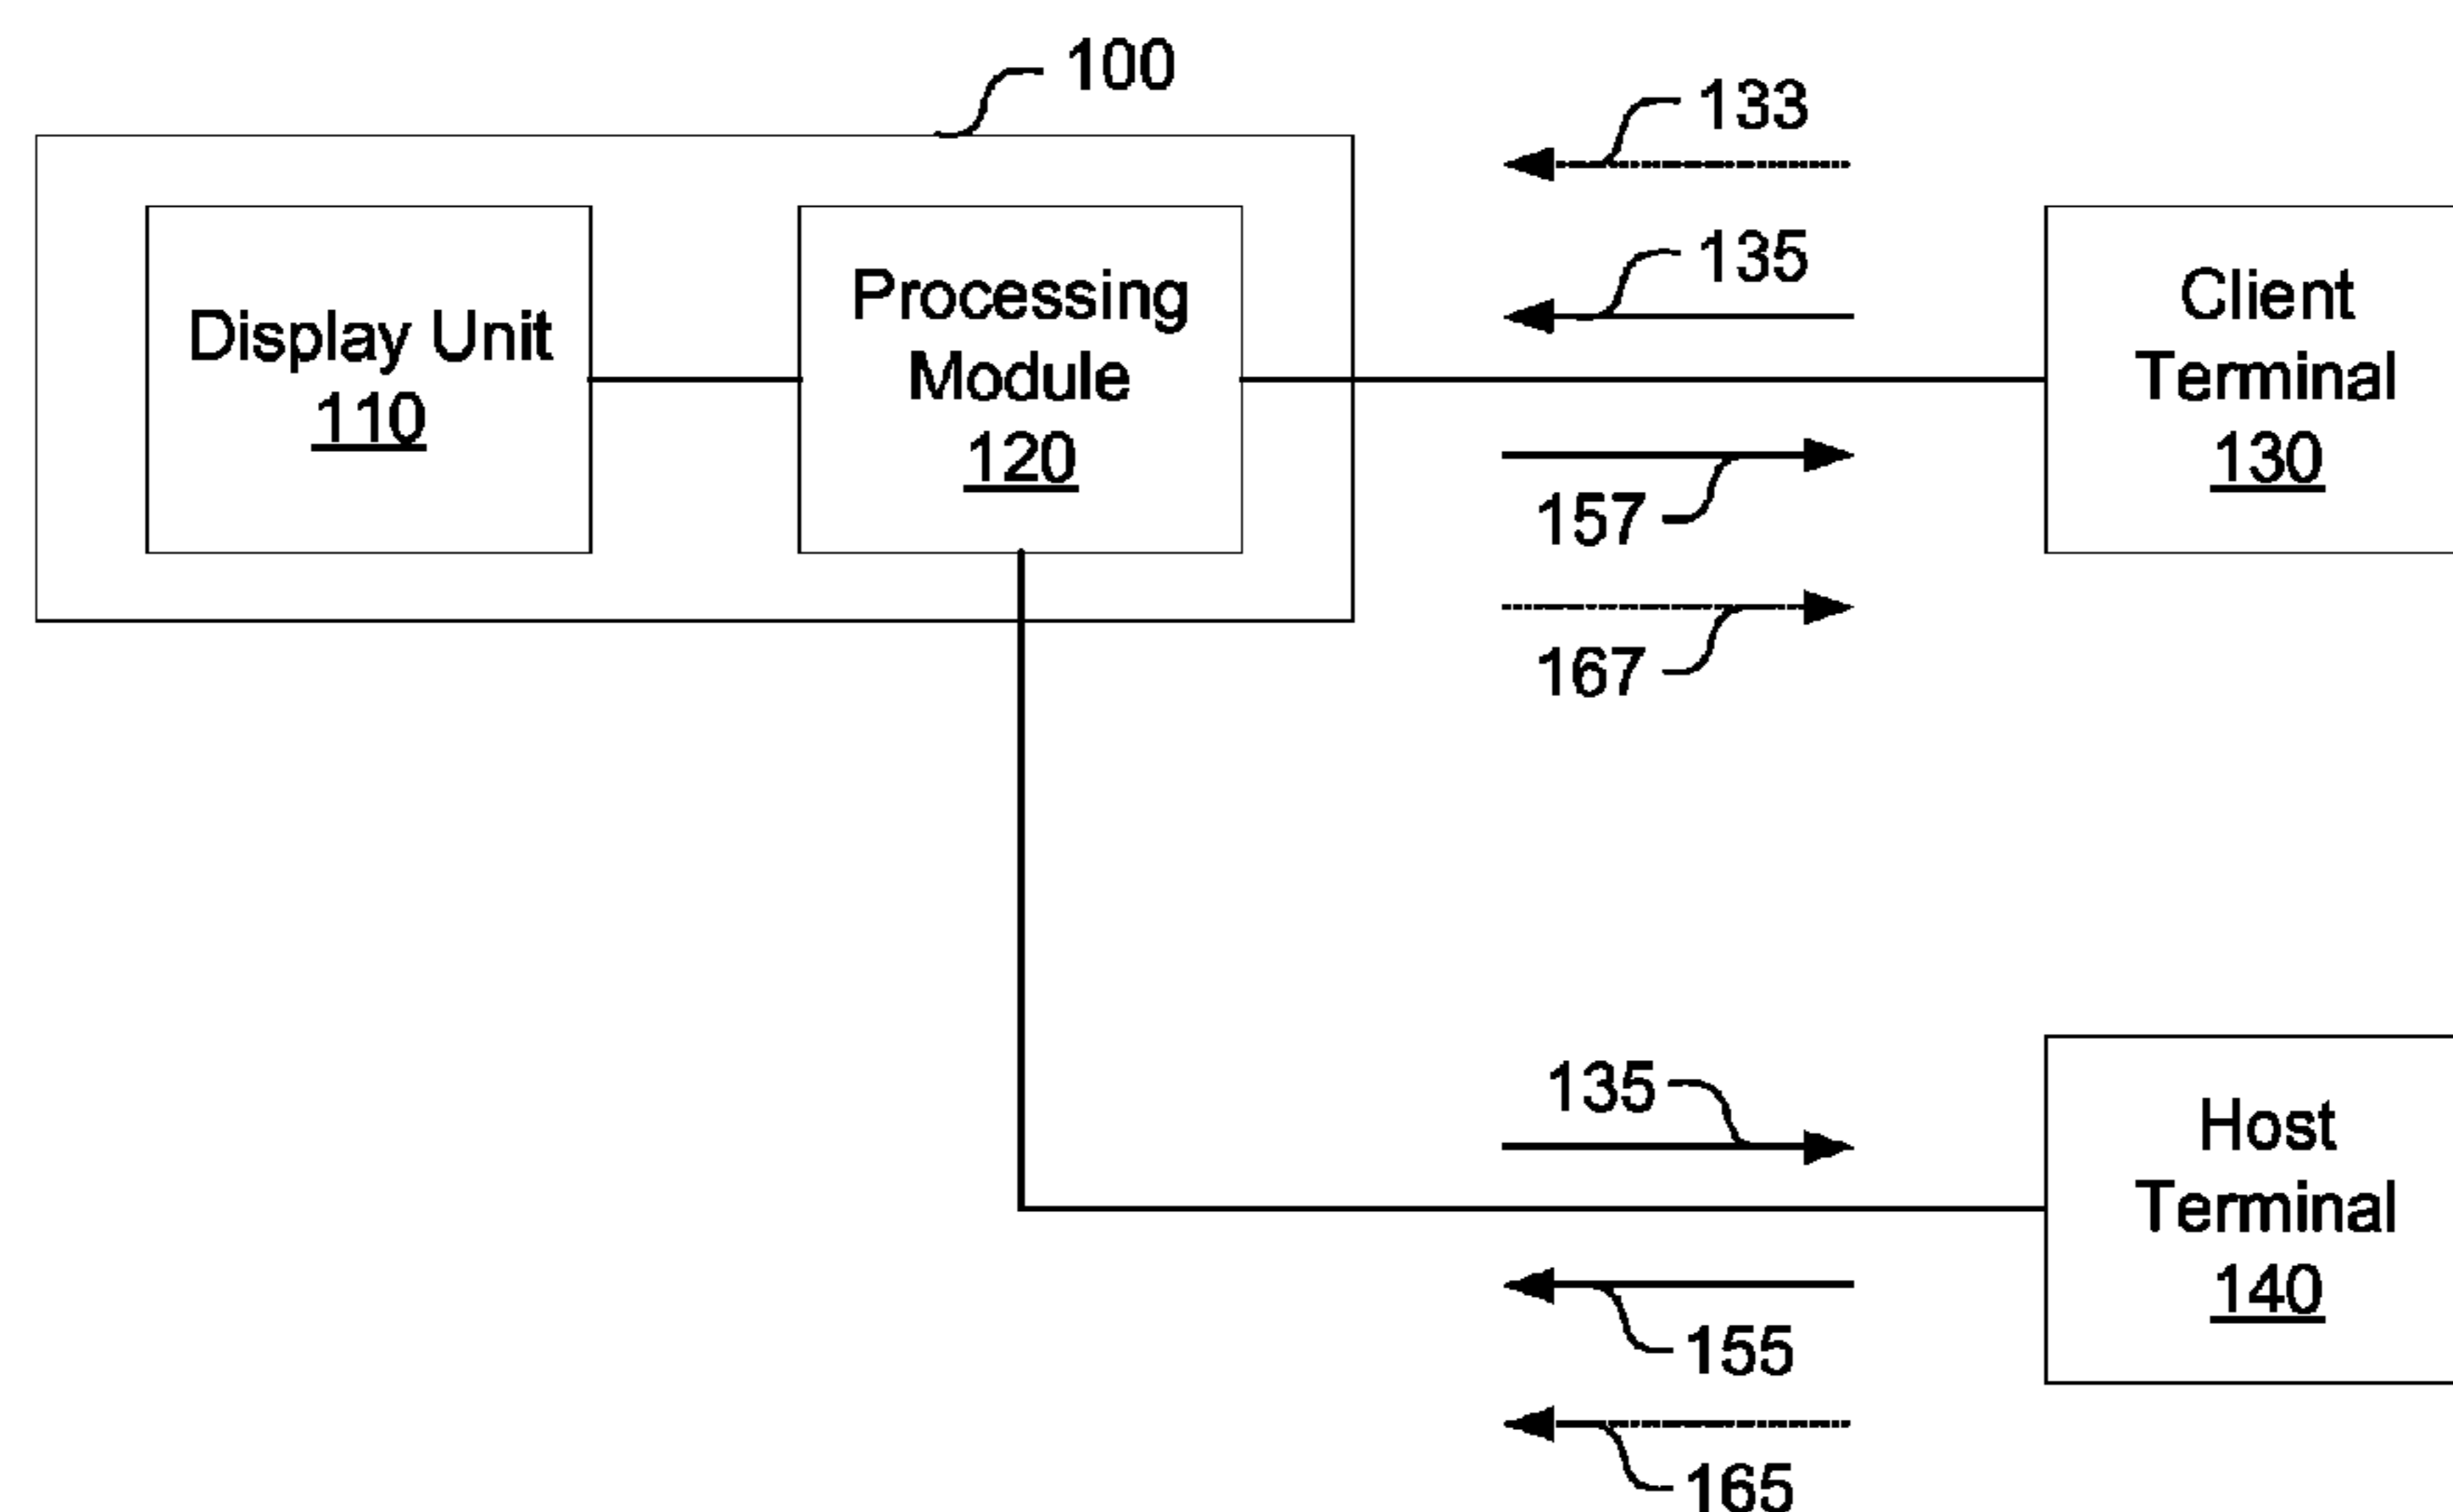 100
133
135
Display Unit
110
Processing
Module
120
Client
Terminal
130
157
167
135
Host
Terminal
140
155
165